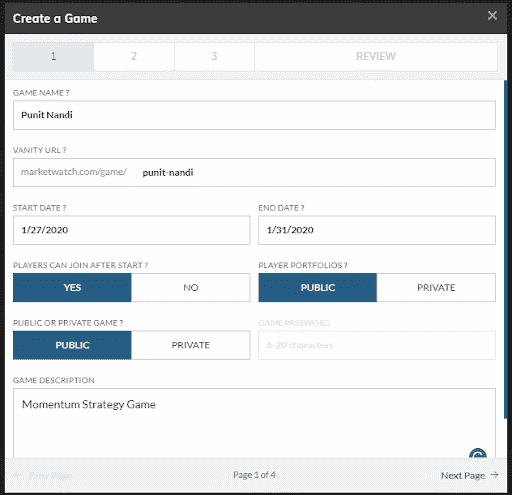 Create a Game
×
1 2 3 REVIEW
GAME NAME ?
Punit Nandi
VANITY URL ?
marketwatch.com/game/ punit-nandi
START DATE ? END DATE ?
1/27/2020 1/31/2020
PLAYERS CAN JOIN AFTER START ? PLAYER PORTFOLIOS ?
YES NO PUBLIC PRIVATE
PUBLIC OR PRIVATE GAME ? GAME PASSWORD
PUBLIC PRIVATE 6-20 characters
GAME DESCRIPTION
Momentum Strategy Game
← Prev Page Page 1 of 4 Next Page →